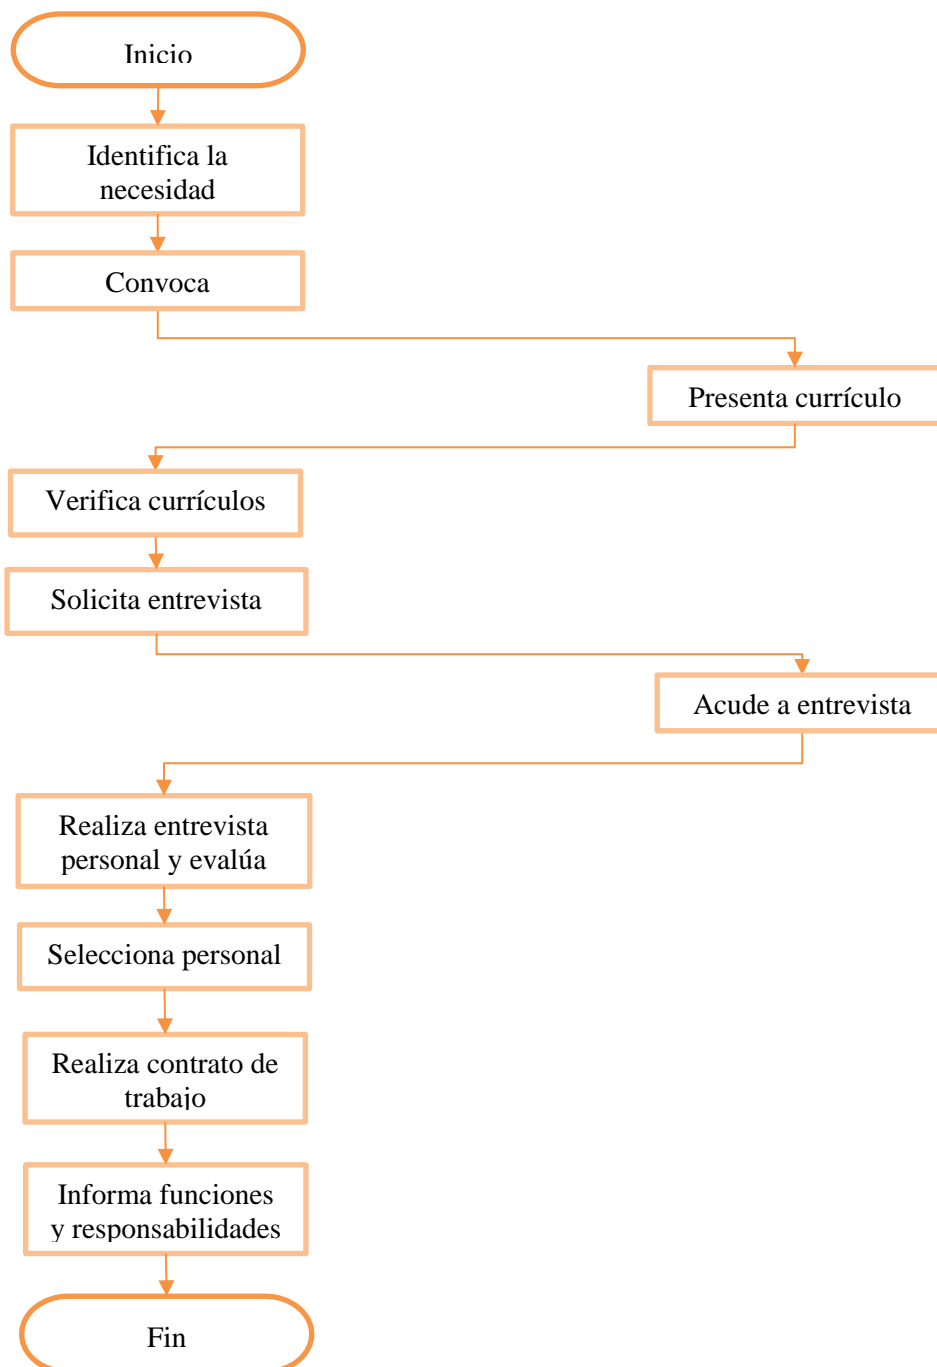 Inicio
Identifica la
necesidad
Convoca
Presenta currículo
Verifica currículos
Solicita entrevista
Acude a entrevista
Realiza entrevista
personal y evalúa
Selecciona personal
Realiza contrato de
trabajo
Informa funciones
y responsabilidades
Fin